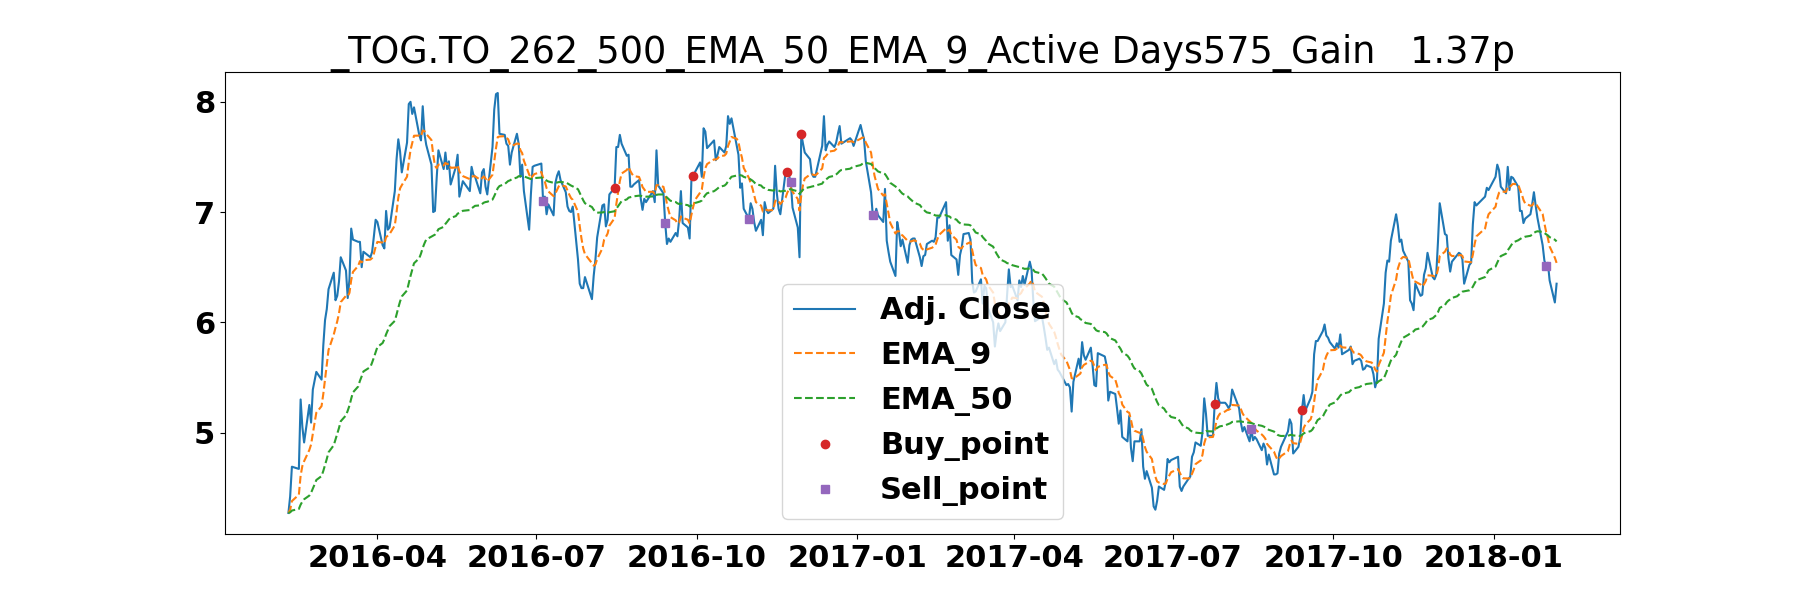 _TOG.TO_262_500_EMA_50_EMA_9_Active Days575_Gain   1.37p
8
7
6
5
Adj. Close
EMA_9
EMA_50
Buy_point
Sell_point
2016-04 2016-07 2016-10 2017-01 2017-04 2017-07 2017-10 2018-01